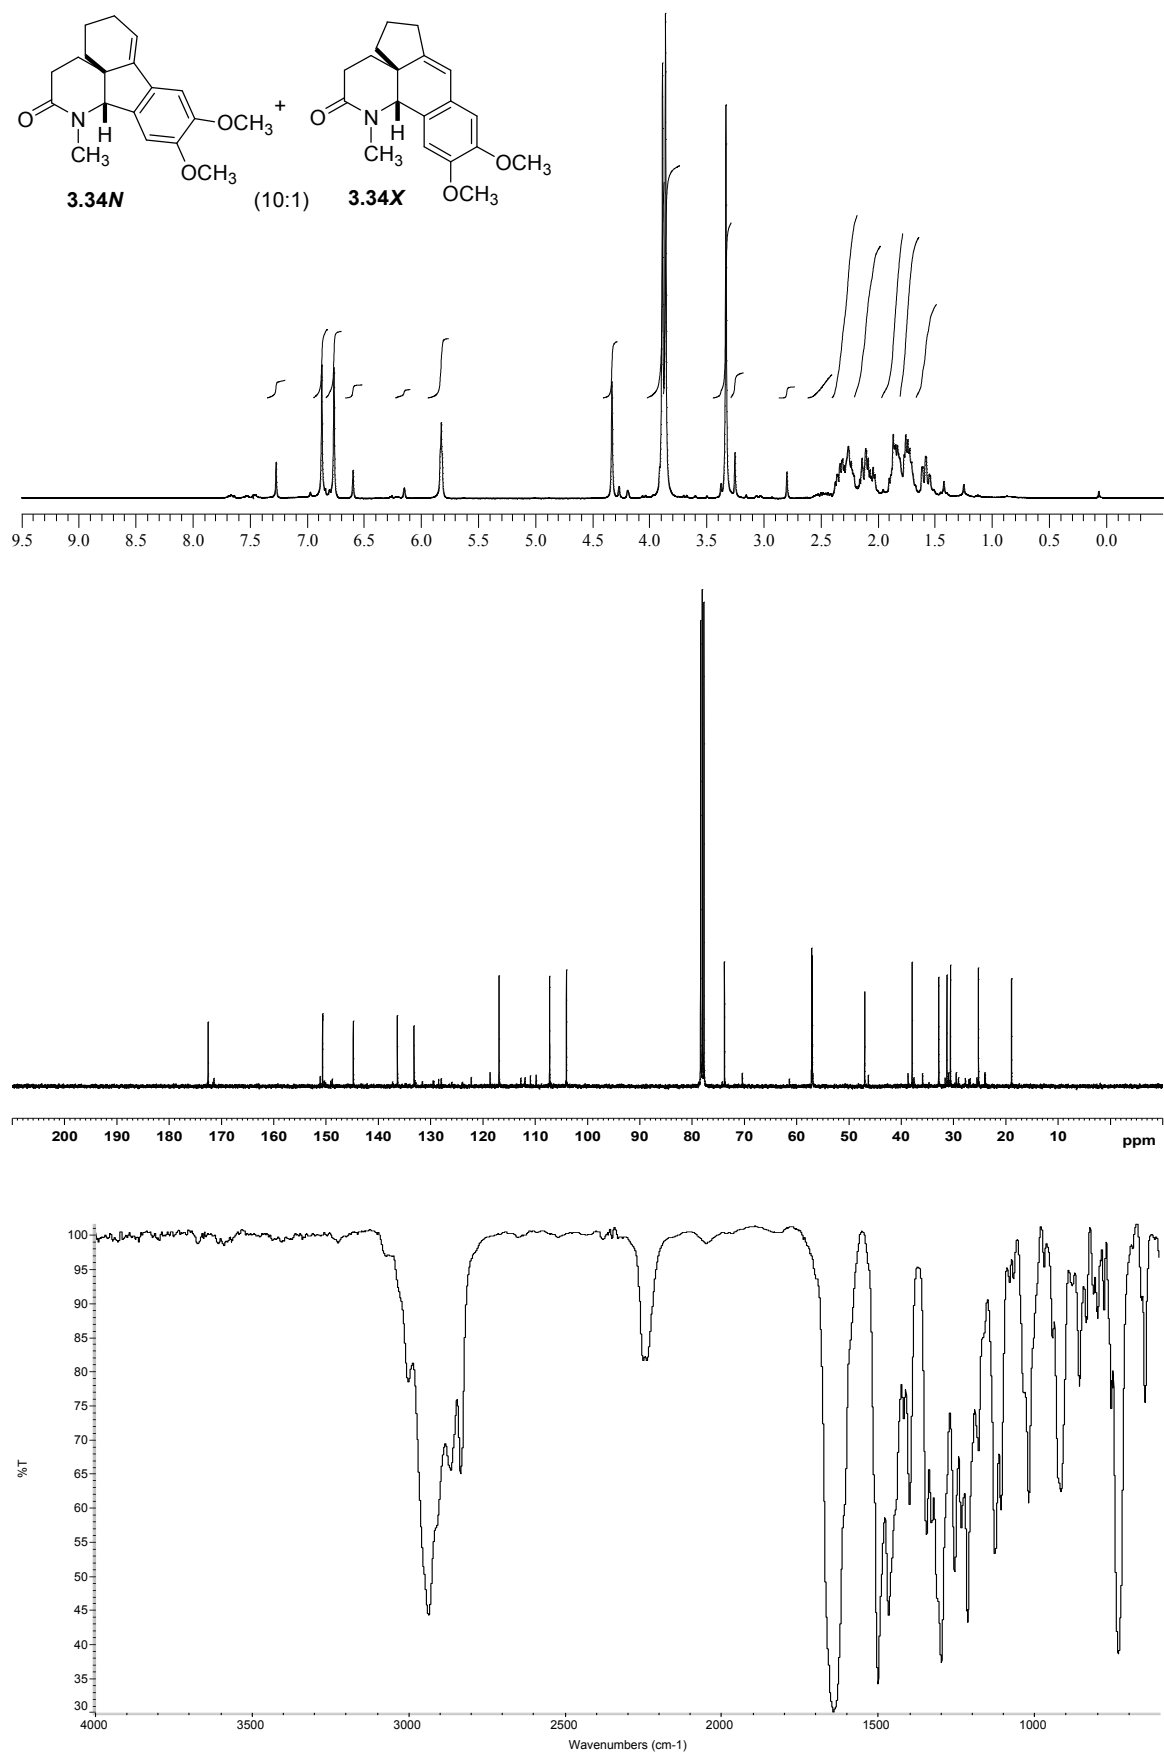 O
N
H
CH3
OCH3
OCH3
+
O
N
H
CH3
OCH3
OCH3
3.34N (10:1) 3.34X
9.5 9.0 8.5 8.0 7.5 7.0 6.5 6.0 5.5 5.0 4.5 4.0 3.5 3.0 2.5 2.0 1.5 1.0 0.5 0.0
200 190 180 170 160 150 140 130 120 110 100 90 80 70 60 50 40 30 20 10 ppm
100
95
90
85
80
75
70
65
60
55
50
45
40
35
30
%T
4000 3500 3000 2500 2000 1500 1000
Wavenumbers (cm-1)